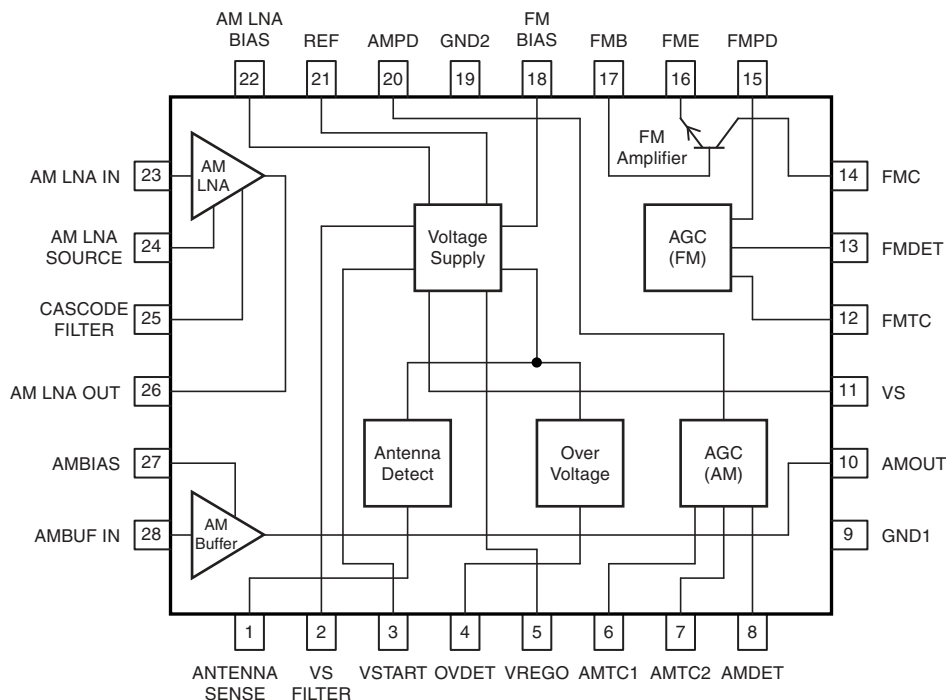 AM LNA
BIAS
REF
AMPD
GND2
FM
BIAS
FMB
FME
FMPD
22
21
20
19
18
17
16
15
FM
Amplifier
AM
LNA
AM LNA IN
23
14
FMC
AM LNA
SOURCE
24
Voltage
Supply
AGC
(FM)
13
FMDET
CASCODE
FILTER
25
12
FMTC
AM LNA OUT
26
11
VS
AMBIAS
27
Antenna
Detect
Over
Voltage
AGC
(AM)
10
AMOUT
AMBUF IN
28
AM
Buffer
9
GND1
1
2
3
4
5
6
7
8
ANTENNA
SENSE
VS
FILTER
VSTART
OVDET
VREGO
AMTC1
AMTC2
AMDET